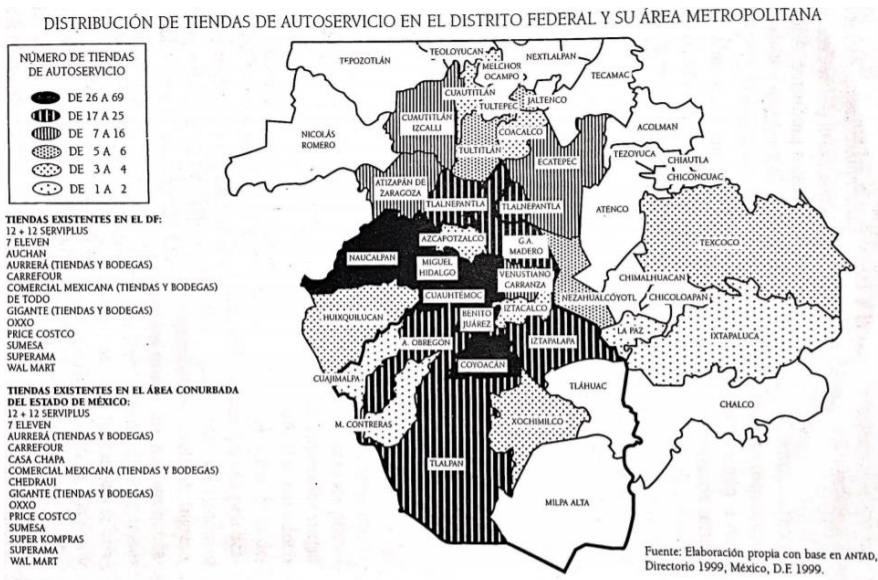 DISTRIBUCIÓN DE TIENDAS DE AUTOSERVICIO EN EL DISTRITO FEDERAL Y SU ÁREA METROPOLITANA
NÚMERO DE TIENDAS
DE AUTOSERVICIO
DE 26 A 69
DE 17 A 25
DE 7 A 16
DE 5 A 6
DE 3 A 4
DE 1 A 2
TIENDAS EXISTENTES EN EL DF:
12 + 12 SERVIPLUS
7 ELEVEN
AUCHAN
AURRERÁ (TIENDAS Y BODEGAS)
CARREFOUR
COMERCIAL MEXICANA (TIENDAS Y BODEGAS)
DE TODO
GIGANTE (TIENDAS Y BODEGAS)
OXXO
PRICE COSTCO
SUMESA
SUPERAMA
WAL MART
TIENDAS EXISTENTES EN EL ÁREA CONURBADA
DEL ESTADO DE MÉXICO:
12 + 12 SERVIPLUS
7 ELEVEN
AURRERÁ (TIENDAS Y BODEGAS)
CARREFOUR
CASA CHAPA
COMERCIAL MEXICANA (TIENDAS Y BODEGAS)
CHEDRAUI
GIGANTE (TIENDAS Y BODEGAS)
OXXO
PRICE COSTCO
SUMESA
SUPER KOMPRAS
SUPERAMA
WAL MART
TEPOZOTLÁN
TEOLOYUCAN
NEXTLALPAN
MELCHOR
OCAMPO
TECAMAC
CUAUTITLÁN
TULTEPEC
JALTENCO
NICOLÁS
ROMERO
CUAUTITLÁN
IZCALLI
COACALCO
ACOLMAN
TULTITLÁN
ECATEPEC
TEZOYUCA
CHIAUTLA
CHICONCUAC
ATIZAPÁN DE
ZARAGOZA
TLALNEPANTLA
TLALNEPANTLA
ATENCO
AZCAPOTZALCO
G.A.
MADERO
TEXCOCO
NAUCALPAN
MIGUEL
HIDALGO
VENUSTIANO
CARRANZA
CHIMALHUACÁN
CUAUHTÉMOC
NEZAHUALCÓYOTL
CHICOLOAPAN
HUIXQUILUCAN
BENITO
JUÁREZ
IZTACALCO
LA PAZ
IXTAPALUCA
A. OBREGÓN
IZTAPALAPA
COYOACÁN
CUAJIMALPA
TLÁHUAC
CHALCO
M. CONTRERAS
XOCHIMILCO
TLALPAN
MILPA ALTA
Fuente: Elaboración propia con base en ANTAD,
Directorio 1999, México, D.F. 1999.